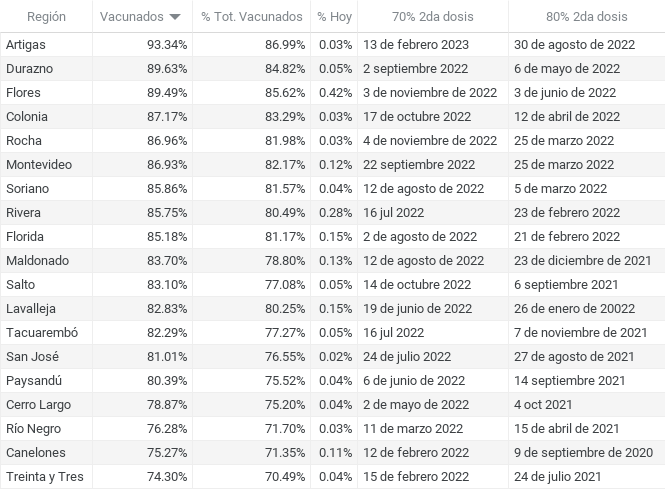 Región Vacunados % Tot. Vacunados % Hoy 70% 2da dosis 80% 2da dosis
Artigas 93.34% 86.99% 0.03% 13 de febrero 2023 30 de agosto de 2022
Durazno 89.63% 84.82% 0.05% 2 septiembre 2022 6 de mayo de 2022
Flores 89.49% 85.62% 0.42% 3 de noviembre de 2022 3 de junio de 2022
Colonia 87.17% 83.29% 0.03% 17 de octubre 2022 12 de abril de 2022
Rocha 86.96% 81.98% 0.03% 4 de noviembre de 2022 25 de marzo 2022
Montevideo 86.93% 82.17% 0.12% 22 septiembre 2022 25 de marzo 2022
Soriano 85.86% 81.57% 0.04% 12 de agosto de 2022 5 de marzo 2022
Rivera 85.75% 80.49% 0.28% 16 jul 2022 23 de febrero 2022
Florida 85.18% 81.17% 0.15% 2 de agosto de 2022 21 de febrero 2022
Maldonado 83.70% 78.80% 0.13% 12 de agosto de 2022 23 de diciembre de 2021
Salto 83.10% 77.08% 0.05% 14 de octubre 2022 6 septiembre 2021
Lavalleja 82.83% 80.25% 0.15% 19 de junio de 2022 26 de enero de 20022
Tacuarembó 82.29% 77.27% 0.05% 16 jul 2022 7 de noviembre de 2021
San José 81.01% 76.55% 0.02% 24 de julio 2022 27 de agosto de 2021
Paysandú 80.39% 75.52% 0.04% 6 de junio de 2022 14 septiembre 2021
Cerro Largo 78.87% 75.20% 0.04% 2 de mayo de 2022 4 oct 2021
Río Negro 76.28% 71.70% 0.03% 11 de marzo 2022 15 de abril de 2021
Canelones 75.27% 71.35% 0.11% 12 de febrero 2022 9 de septiembre de 2020
Treinta y Tres 74.30% 70.49% 0.04% 15 de febrero 2022 24 de julio 2021